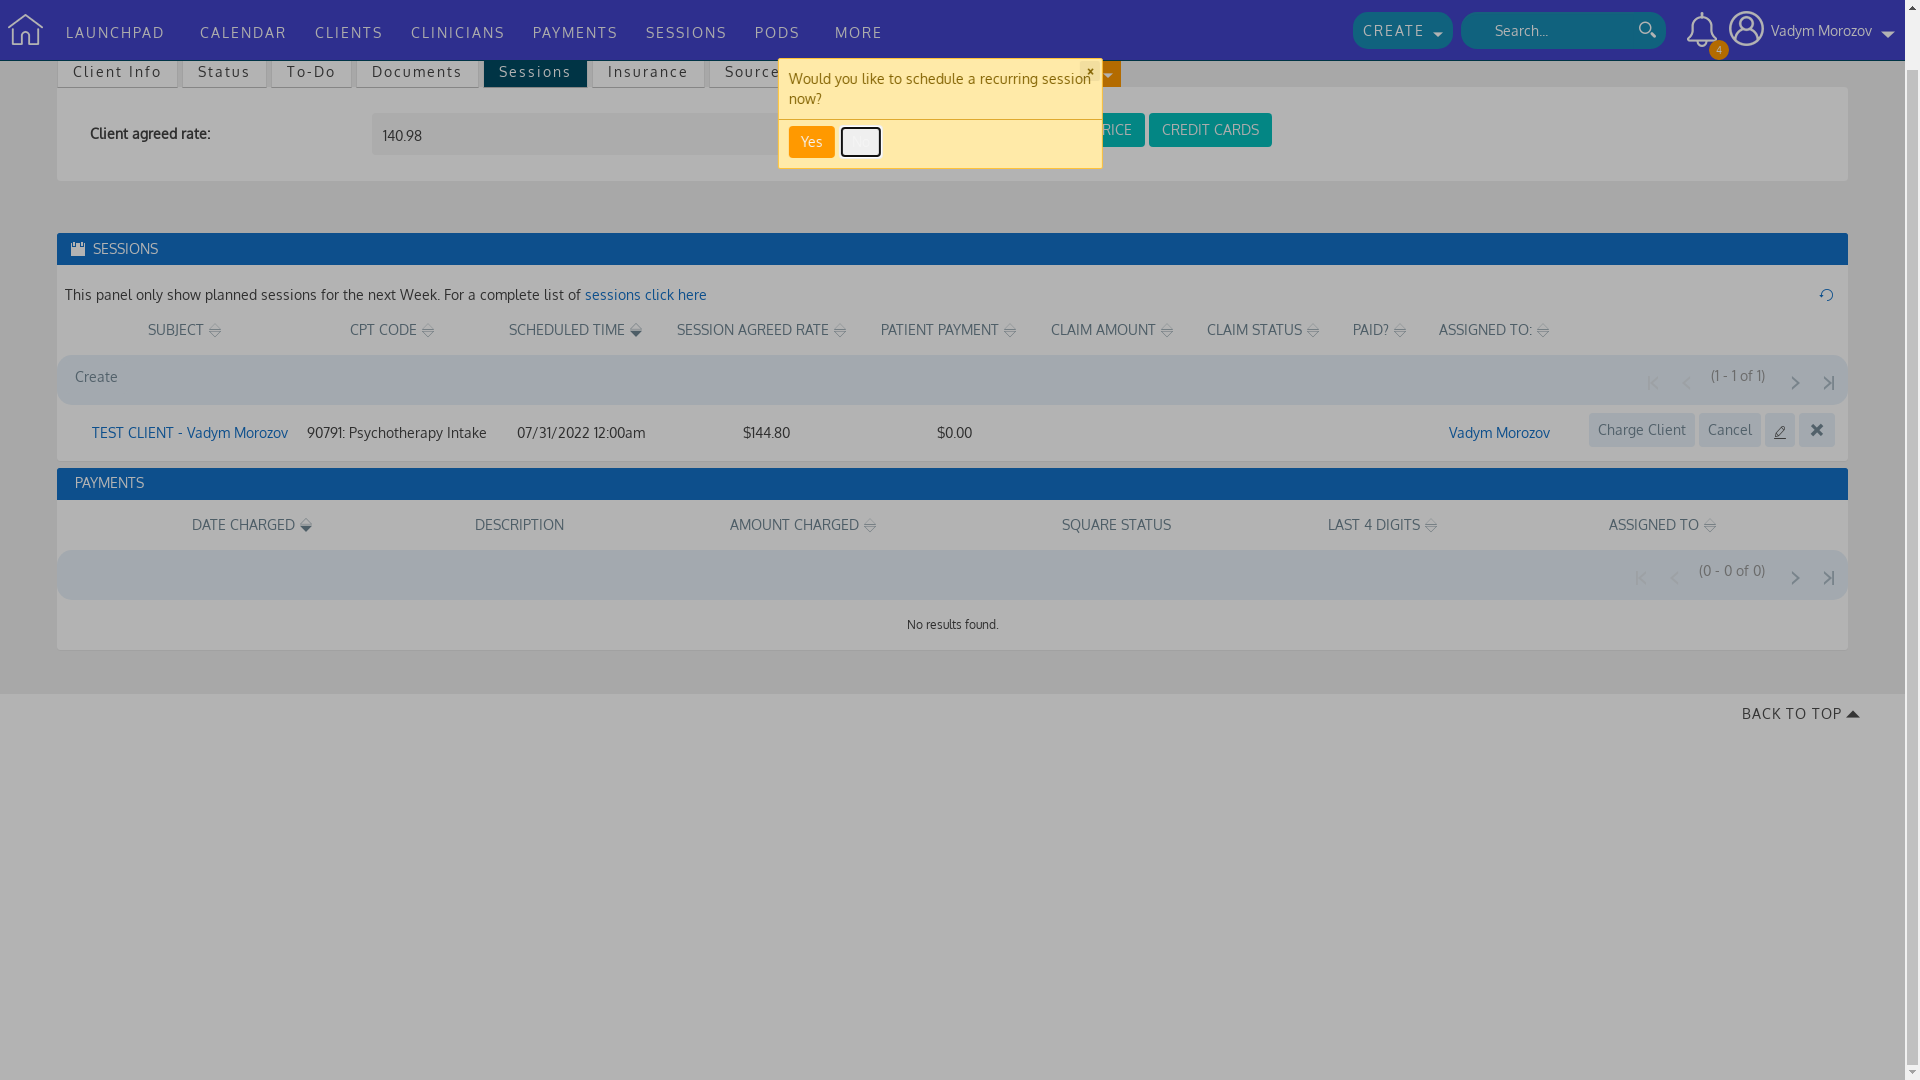 LAUNCHPAD CALENDAR CLIENTS CLINICIANS PAYMENTS SESSIONS PODS MORE CREATE Search... 4 Vadym Morozov
Client Info Status To-Do Documents Sessions Insurance Source
Would you like to schedule a recurring session
now?
×
Yes
Client agreed rate: 140.98 RICE CREDIT CARDS
SESSIONS
This panel only show planned sessions for the next Week. For a complete list of sessions click here
SUBJECT CPT CODE SCHEDULED TIME SESSION AGREED RATE PATIENT PAYMENT CLAIM AMOUNT CLAIM STATUS PAID? ASSIGNED TO:
Create (1 - 1 of 1)
TEST CLIENT - Vadym Morozov 90791: Psychotherapy Intake 07/31/2022 12:00am $144.80 $0.00 Vadym Morozov Charge Client Cancel
PAYMENTS
DATE CHARGED DESCRIPTION AMOUNT CHARGED SQUARE STATUS LAST 4 DIGITS ASSIGNED TO
(0 - 0 of 0)
No results found.
BACK TO TOP